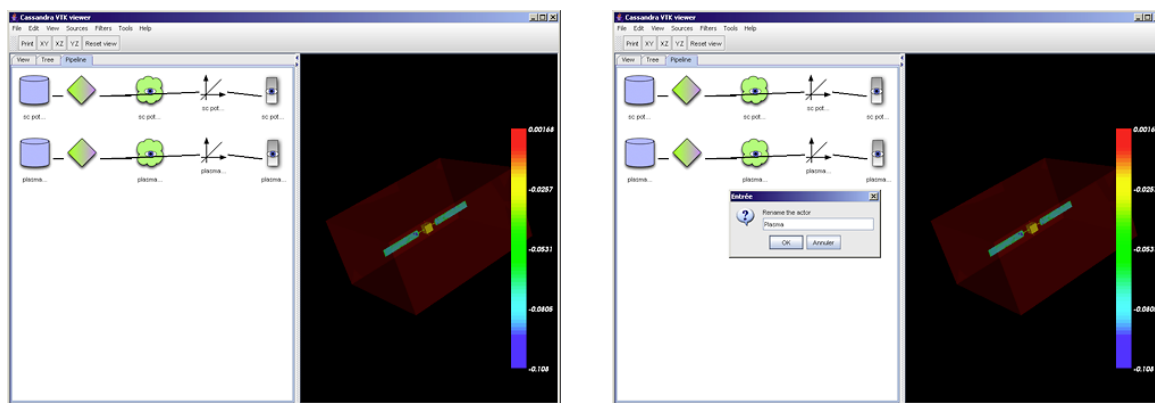 Cassandra VTK viewer
File Edit View Sources Filters Tools Help
Print XY XZ YZ Reset view
View Tree Pipeline
sc pot... sc pot... sc pot... sc pot...
plasma... plasma... plasma... plasma...
0.00168
-0.0257
-0.0531
-0.0805
-0.108
Cassandra VTK viewer
File Edit View Sources Filters Tools Help
Print XY XZ YZ Reset view
View Tree Pipeline
sc pot... sc pot... sc pot... sc pot...
plasma... plasma... plasma... plasma...
Entrée
Rename the actor
Plasma
OK Annuler
0.00168
-0.0257
-0.0531
-0.0805
-0.108